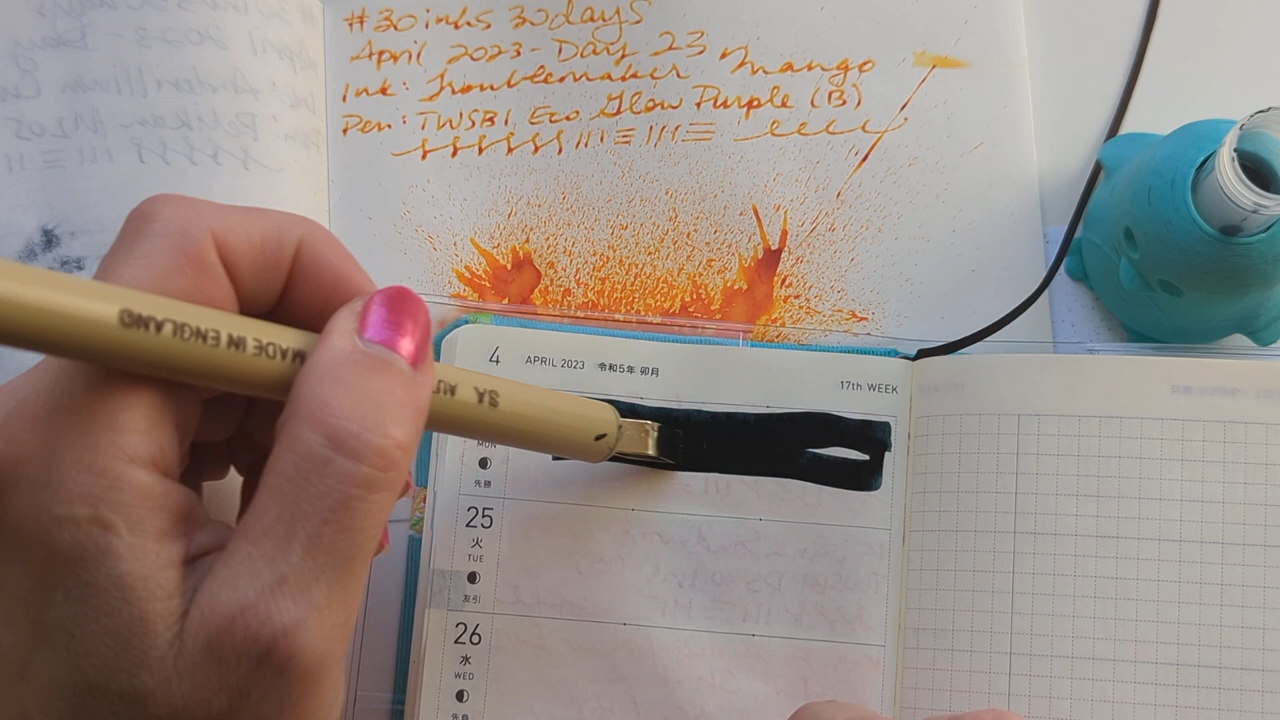 #30inks 30days
April 2023 - Day 23
Ink: Troublemaker Mango
Pen: TWSBI Eco Glow Purple (B)
MADE IN ENGLAND
4 APRIL 2023 令和5年 卯月
17th WEEK
MON
先勝
25
火
TUE
友引
26
水
WED
先負